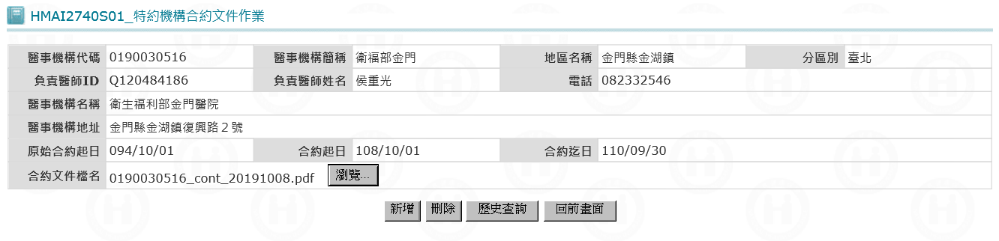 HMAI2740S01_特約機構合約文件作業
醫事機構代碼 0190030516 醫事機構簡稱 衛福部金門 地區名稱 金門縣金湖鎮 分區別 臺北
負責醫師ID Q120484186 負責醫師姓名 侯重光 電話 082332546
醫事機構名稱 衛生福利部金門醫院
醫事機構地址 金門縣金湖鎮復興路２號
原始合約起日 094/10/01 合約起日 108/10/01 合約迄日 110/09/30
合約文件檔名 0190030516_cont_20191008.pdf 瀏覽...
新增 刪除 歷史查詢 回前畫面